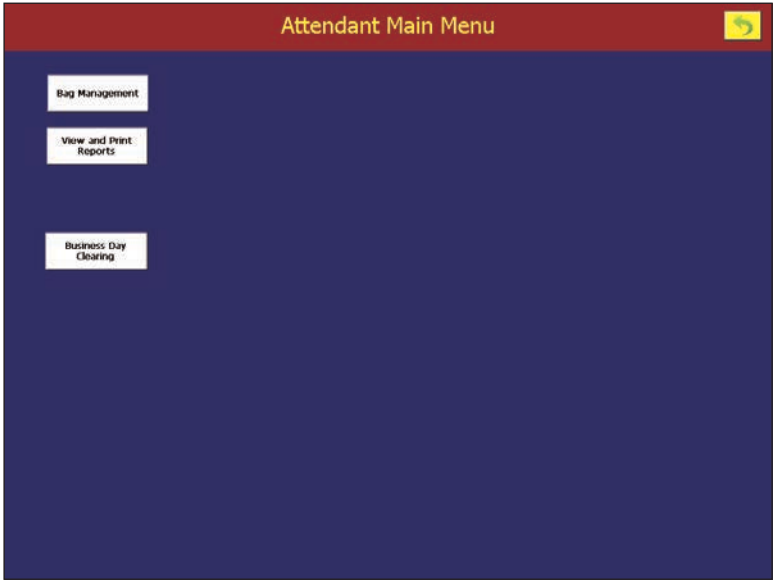 Attendant Main Menu
Bag Management
View and Print
Reports
Business Day
Clearing